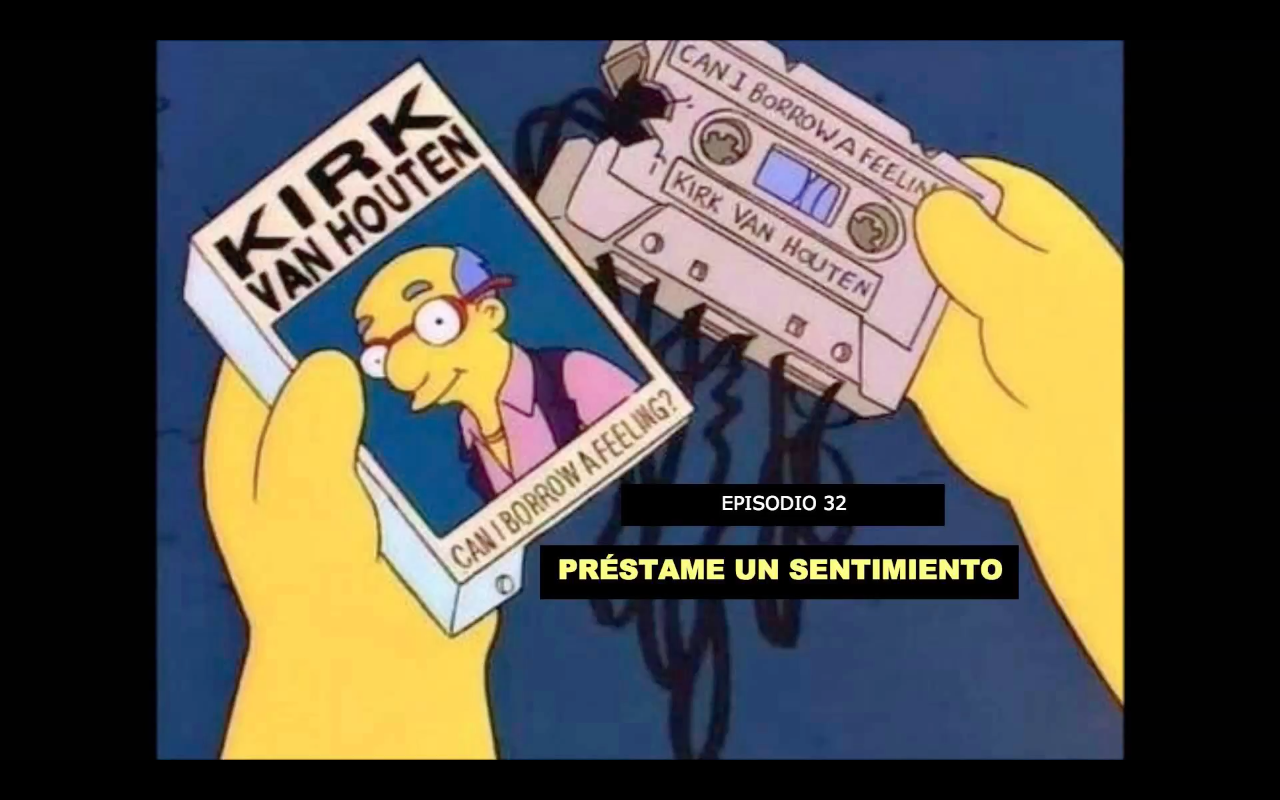 KIRK
VAN HOUTEN
CAN I BORROW A FEELING?
CAN I BORROW A FEELIN
KIRK VAN HOUTEN
EPISODIO 32
PRÉSTAME UN SENTIMIENTO